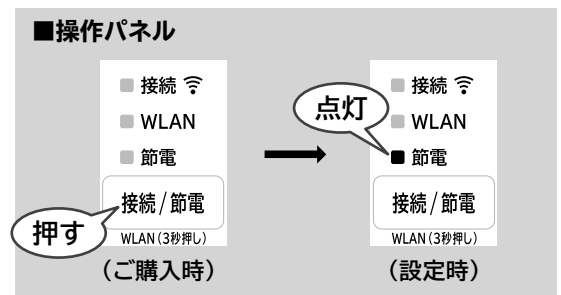 ■操作パネル
接続
WLAN
節電
接続/節電
押す
WLAN(3秒押し)
(ご購入時)
接続
点灯
WLAN
節電
接続/節電
WLAN(3秒押し)
(設定時)